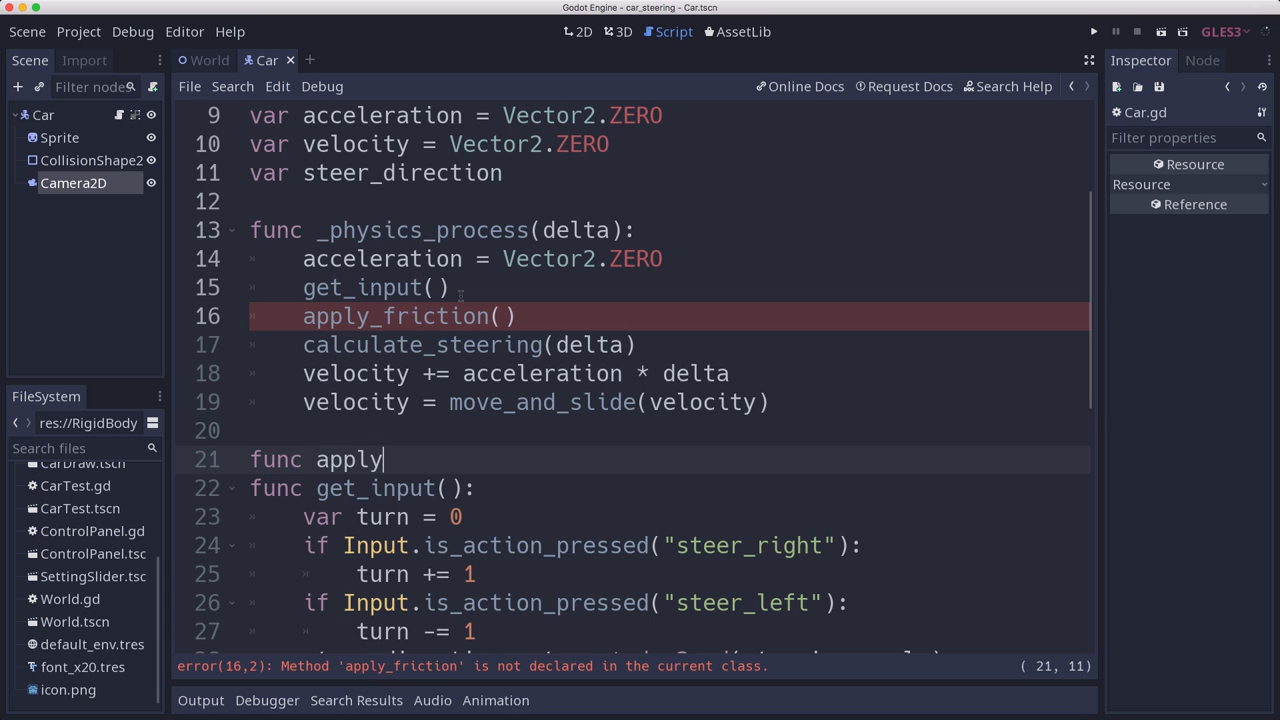 Godot Engine - car_steering - Car.tscn
Scene Project Debug Editor Help
2D 3D Script AssetLib
GLES3
Scene Import
Filter nodes
Car
Sprite
CollisionShape2
Camera2D
FileSystem
res://RigidBody
Search files
CarDraw.tscn
CarTest.gd
CarTest.tscn
ControlPanel.gd
ControlPanel.tsc
SettingSlider.tsc
World.gd
World.tscn
default_env.tres
font_x20.tres
icon.png
World Car
File Search Edit Debug
Online Docs Request Docs Search Help
9 var acceleration = Vector2.ZERO
10 var velocity = Vector2.ZERO
11 var steer_direction
12
13 func _physics_process(delta):
14 acceleration = Vector2.ZERO
15 get_input()
16 apply_friction()
17 calculate_steering(delta)
18 velocity += acceleration * delta
19 velocity = move_and_slide(velocity)
20
21 func apply
22 func get_input():
23 var turn = 0
24 if Input.is_action_pressed("steer_right"):
25 turn += 1
26 if Input.is_action_pressed("steer_left"):
27 turn -= 1
error(16,2): Method 'apply_friction' is not declared in the current class.
( 21, 11)
Output Debugger Search Results Audio Animation
Inspector Node
Car.gd
Filter properties
Resource
Resource
Reference